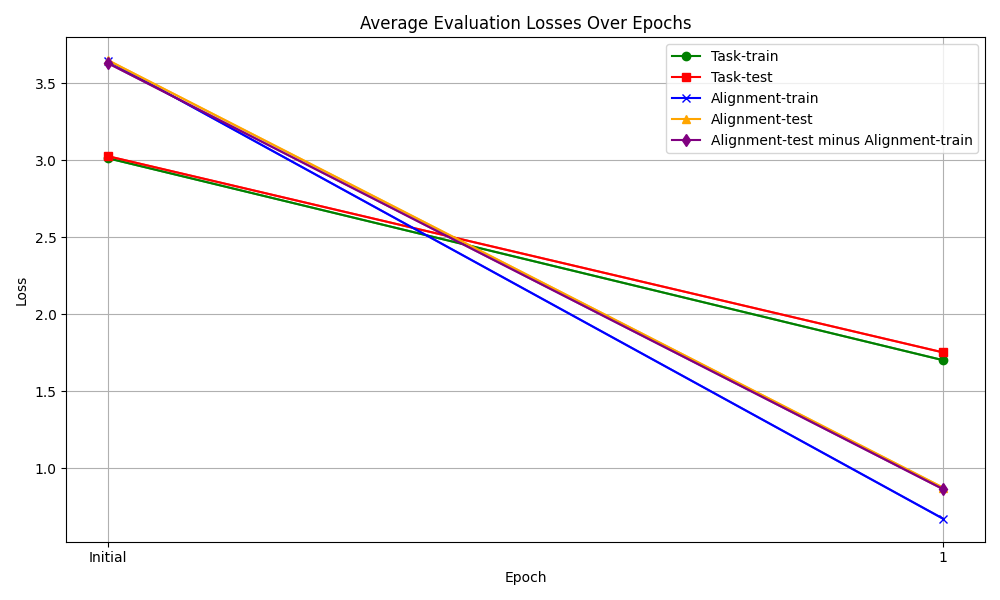 Average Evaluation Losses Over Epochs
Task-train
Task-test
Alignment-train
Alignment-test
Alignment-test minus Alignment-train
3.5
3.0
2.5
2.0
1.5
1.0
Loss
Initial
1
Epoch